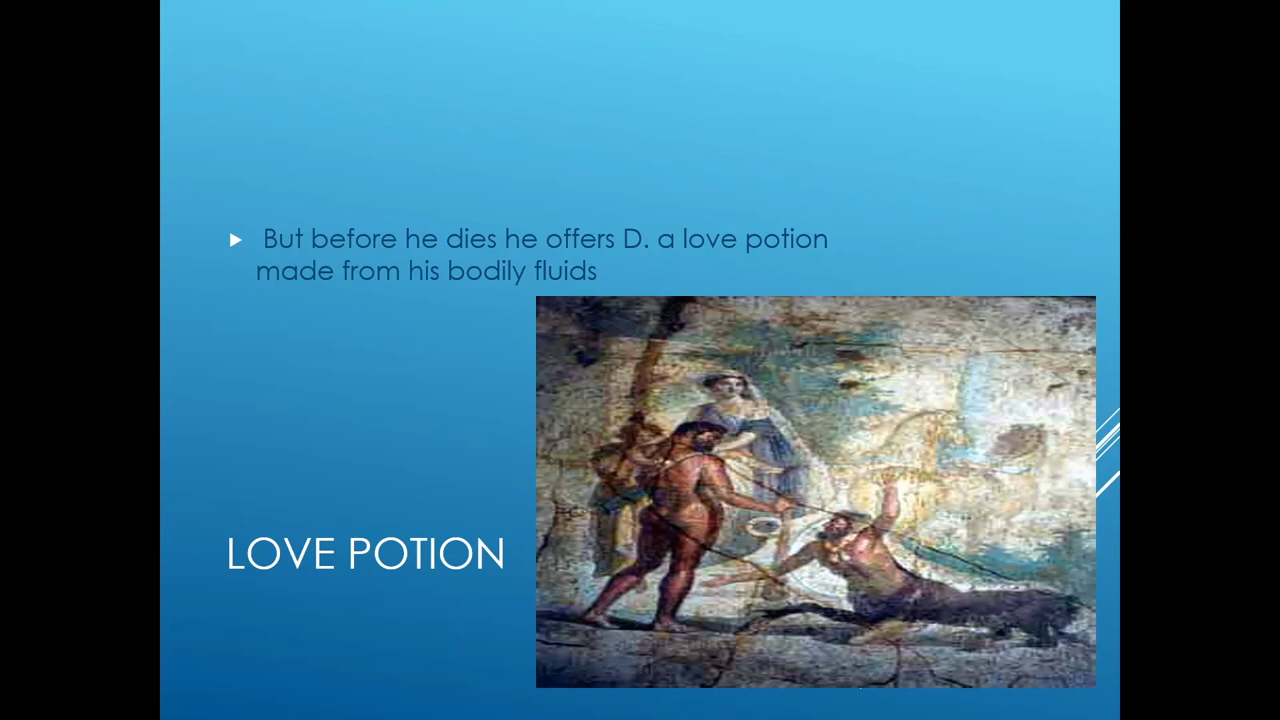 But before he dies he offers D. a love potion
made from his bodily fluids
LOVE POTION